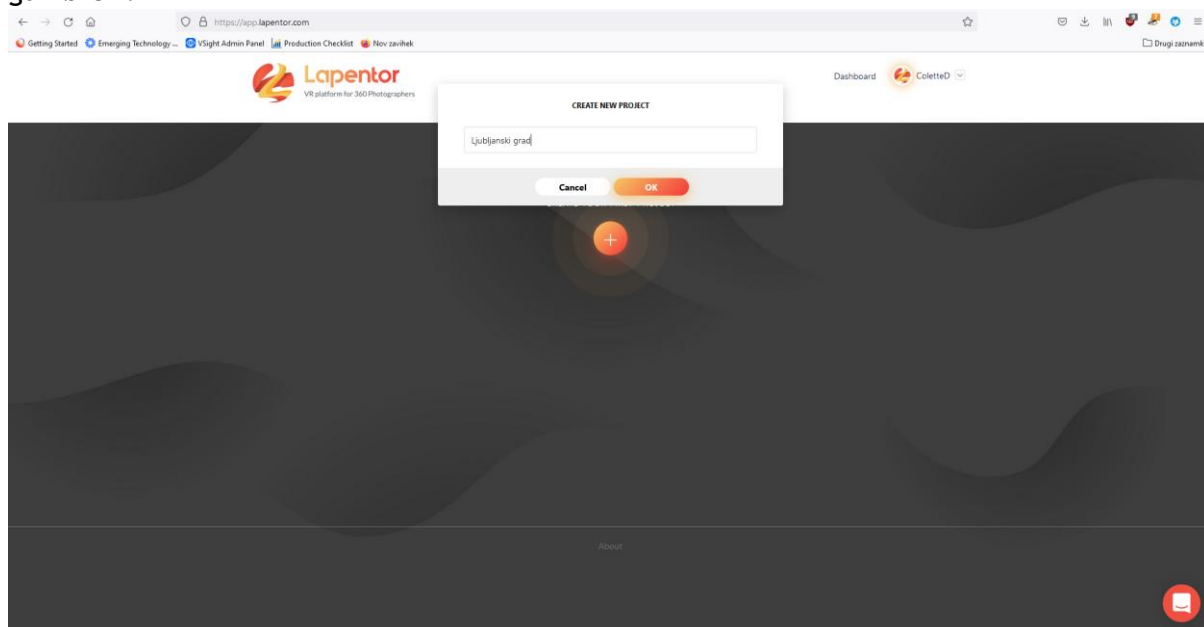 https://app.lapentor.com
Getting Started Emerging Technology ... VSight Admin Panel Production Checklist Nov zavihek Drugi zaznamki
Lapentor
VR platform for 360 Photographers
Dashboard ColetteD
CREATE NEW PROJECT
Ljubljanski grad
Cancel OK
About